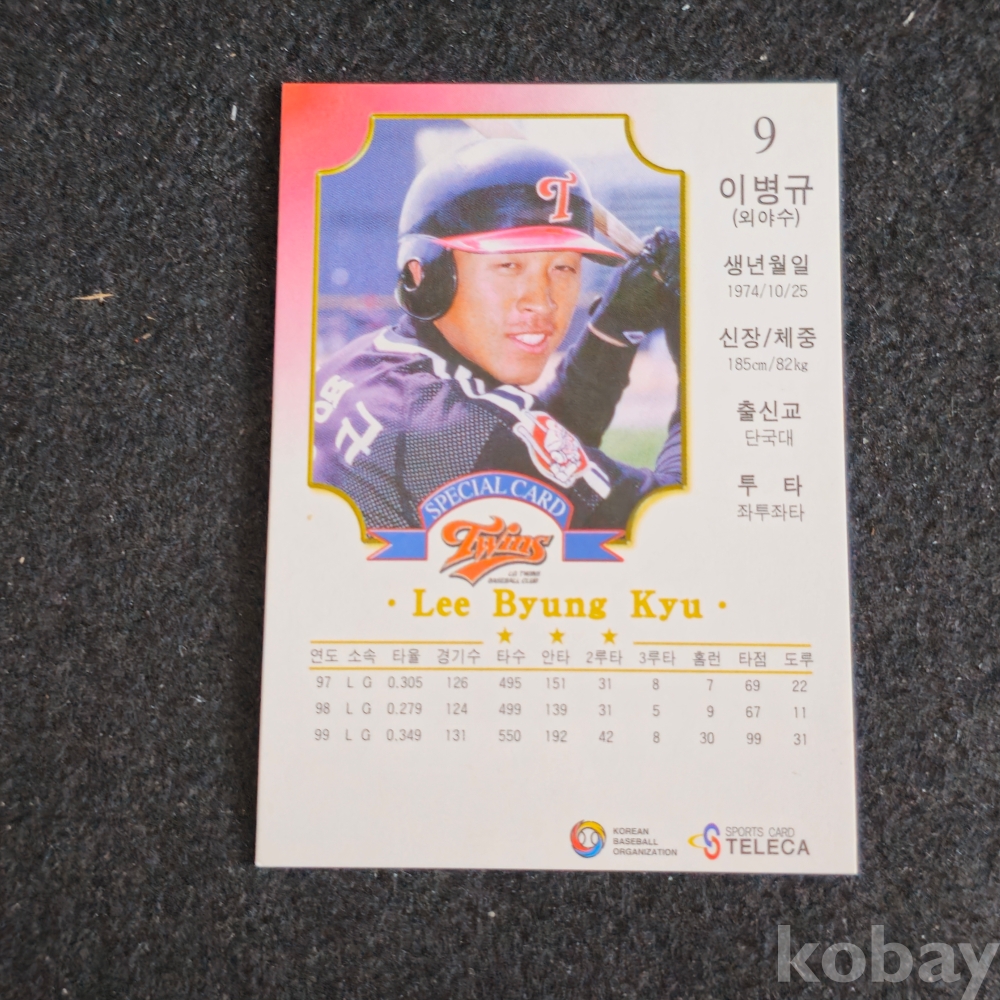 9
이병규
(외야수)
생년월일
1974/10/25
신장/체중
185cm/82kg
출신교
단국대
투 타
좌투좌타
T
SPECIAL CARD
Twins
LG TWINS
BASEBALL CLUB
· Lee Byung Kyu ·
연도 소속 타율 경기수 타수 안타 2루타 3루타 홈런 타점 도루
97 L G 0.305 126 495 151 31 8 7 69 22
98 L G 0.279 124 499 139 31 5 9 67 11
99 L G 0.349 131 550 192 42 8 30 99 31
KOREAN
BASEBALL
ORGANIZATION
SPORTS CARD
TELECA
kobay